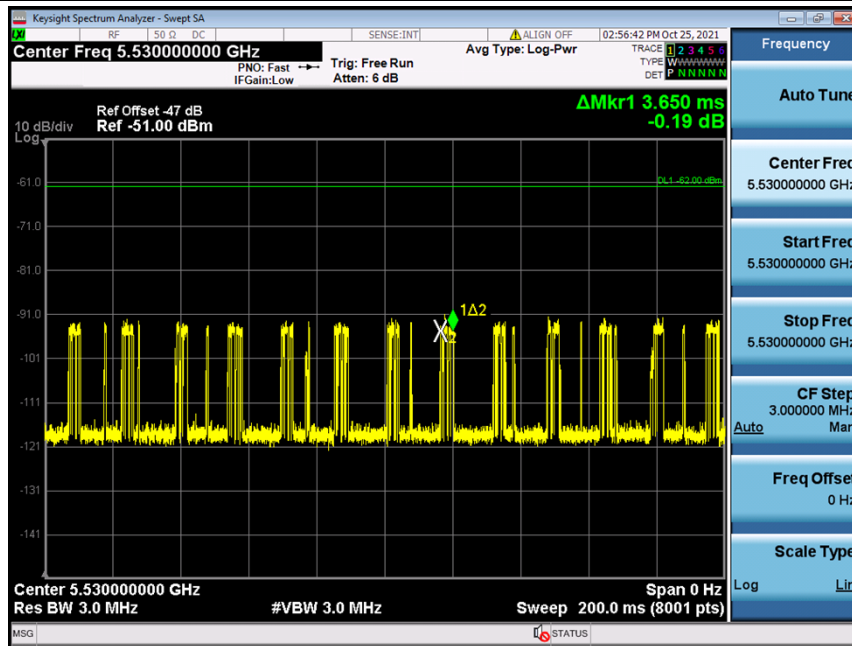 Keysight Spectrum Analyzer - Swept SA
LXI RF 50 Ω DC SENSE:INT ALIGN OFF 02:56:42 PM Oct 25, 2021
Center Freq 5.530000000 GHz
PNO: Fast
IFGain:Low
Trig: Free Run
Atten: 6 dB
Avg Type: Log-Pwr
TRACE 1 2 3 4 5 6
TYPE W
DET P N N N N N
Frequency
Ref Offset -47 dB
Ref -51.00 dBm
10 dB/div
Log
ΔMkr1 3.650 ms
-0.19 dB
DL1 -62.00 dBm
-61.0
-71.0
-81.0
-91.0
-101
-111
-121
-131
-141
1Δ2
X2
Center 5.530000000 GHz
Span 0 Hz
Res BW 3.0 MHz
#VBW 3.0 MHz
Sweep 200.0 ms (8001 pts)
MSG
STATUS
Auto Tune
Center Freq
5.530000000 GHz
Start Freq
5.530000000 GHz
Stop Freq
5.530000000 GHz
CF Step
3.000000 MHz
Auto Man
Freq Offset
0 Hz
Scale Type
Log Lin